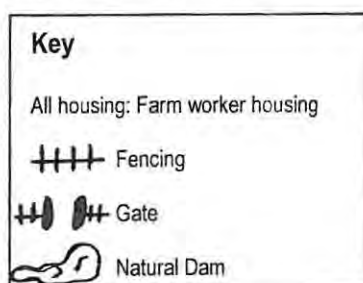 Key
All housing: Farm worker housing
Fencing
Gate
Natural Dam